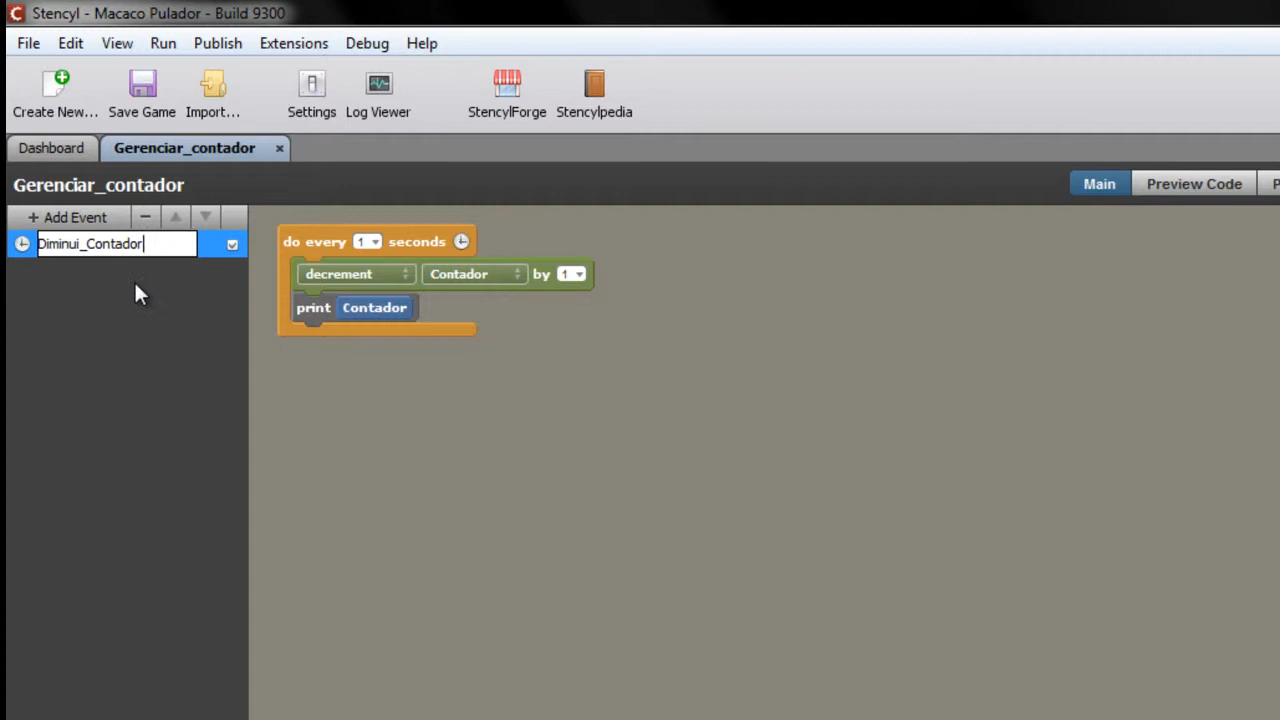 Stencyl - Macaco Pulador - Build 9300
File Edit View Run Publish Extensions Debug Help
Create New... Save Game Import... Settings Log Viewer StencylForge Stencylpedia
Dashboard Gerenciar_contador ×
Gerenciar_contador Main Preview Code P
+ Add Event −
Diminui_Contador
do every 1 seconds
decrement Contador by 1
print Contador